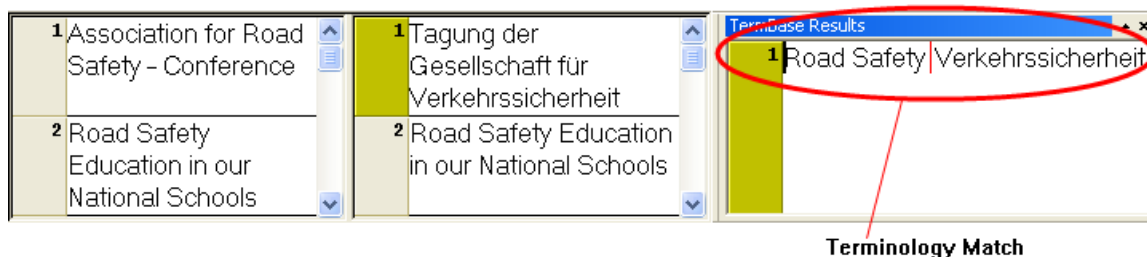 1 Association for Road
Safety - Conference
2 Road Safety
Education in our
National Schools
1 Tagung der
Gesellschaft für
Verkehrssicherheit
2 Road Safety Education
in our National Schools
TermBase Results
1 Road Safety Verkehrssicherheit
Terminology Match